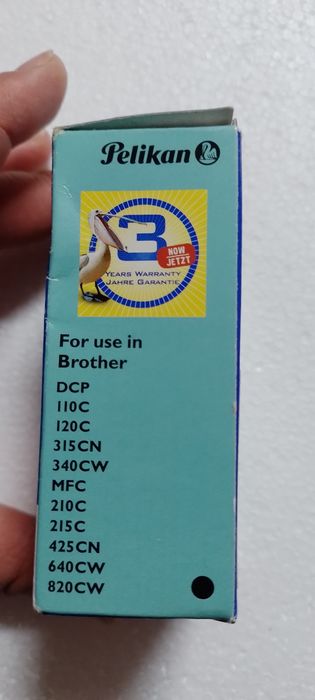 Pelikan
3
NOW
JETZT
YEARS WARRANTY
JAHRE GARANTIE
For use in
Brother
DCP
110C
120C
315CN
340CW
MFC
210C
215C
425CN
640CW
820CW